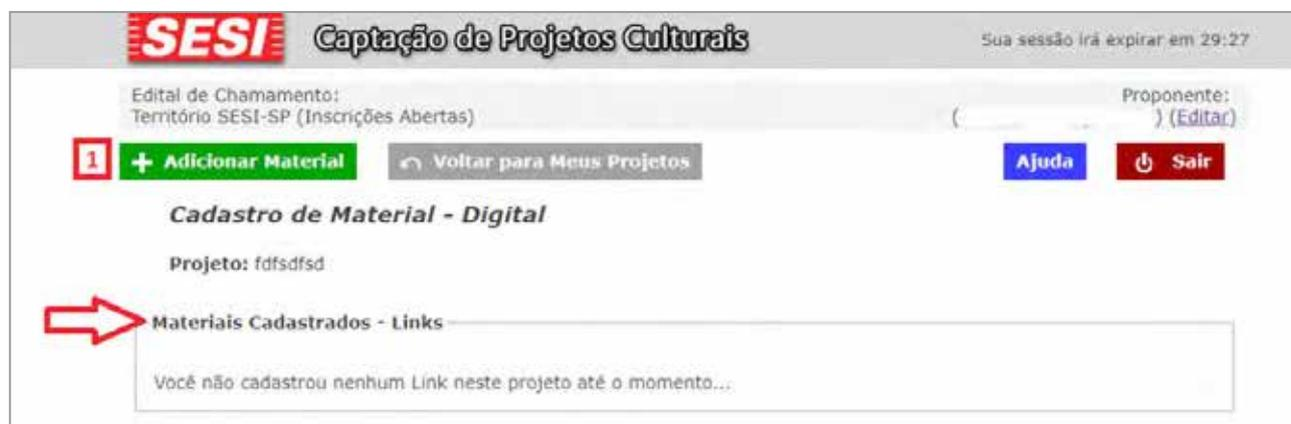 SESI Captação de Projetos Culturais Sua sessão irá expirar em 29:27
Edital de Chamamento: Proponente:
Território SESI-SP (Inscrições Abertas) ( ) (Editar)
1 + Adicionar Material Voltar para Meus Projetos Ajuda Sair
Cadastro de Material - Digital
Projeto: fdfsdfsd
Materiais Cadastrados - Links
Você não cadastrou nenhum Link neste projeto até o momento...